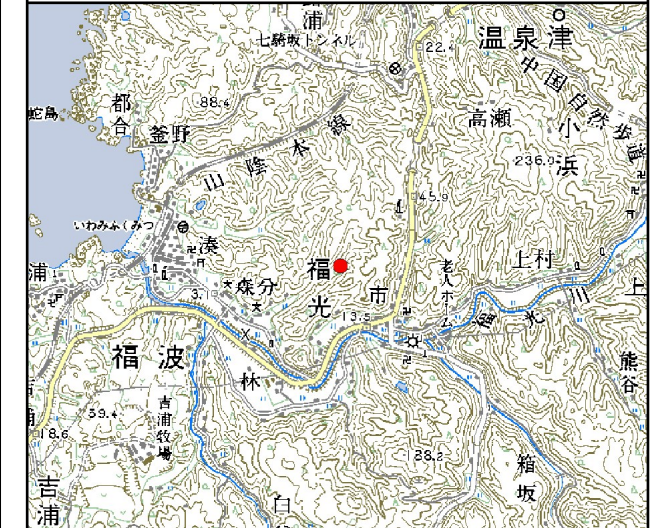 浦
七騎坂トンネル
22.4
温泉津
中国自然歩道
蛇島
都合
88.4
釜野
高瀬
小浜
236.9
山陰本線
45.9
いわみふくみつ
湊
福光
市
老人ホーム
上村
浦
森分
3.1
13.5
福光川
上
福波
林
熊谷
39.4
吉浦牧場
18.6
188.2
箱坂
吉浦